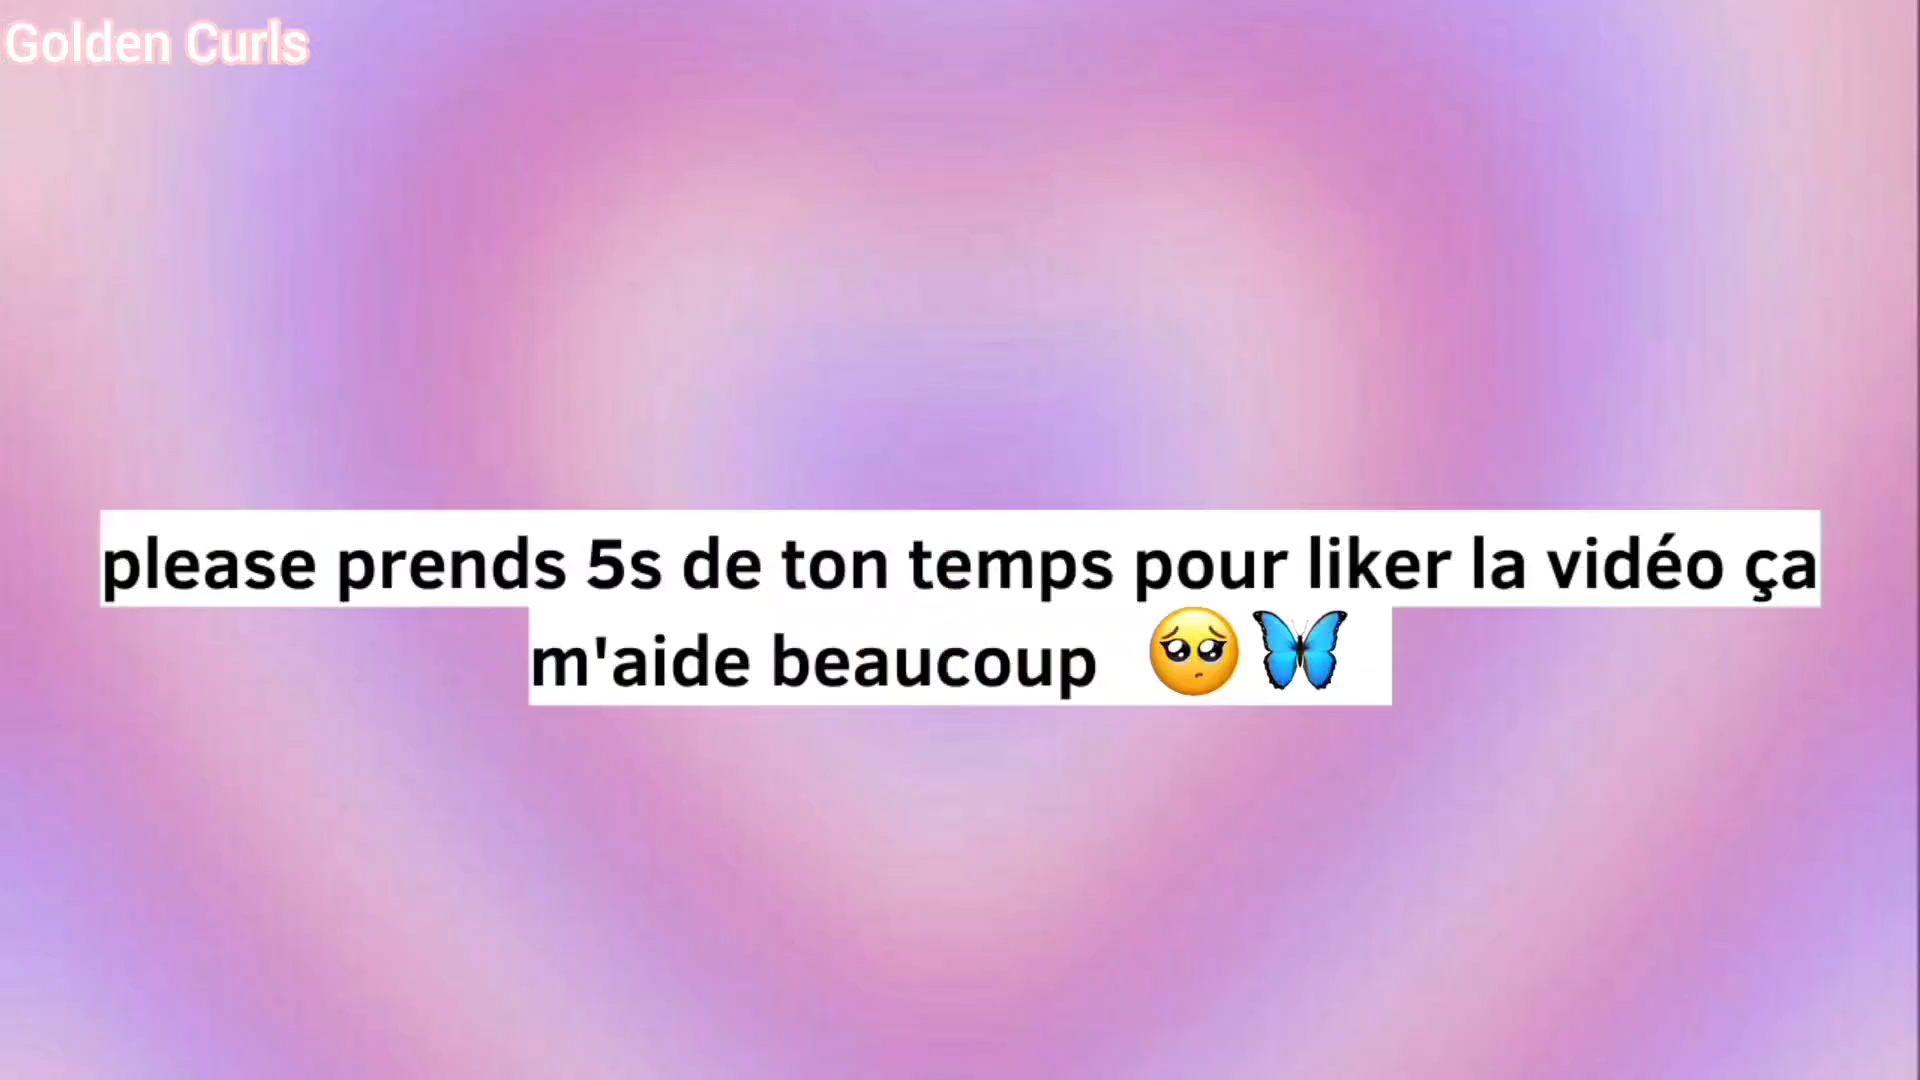 Golden Curls
please prends 5s de ton temps pour liker la vidéo ça
m'aide beaucoup 🥺🦋